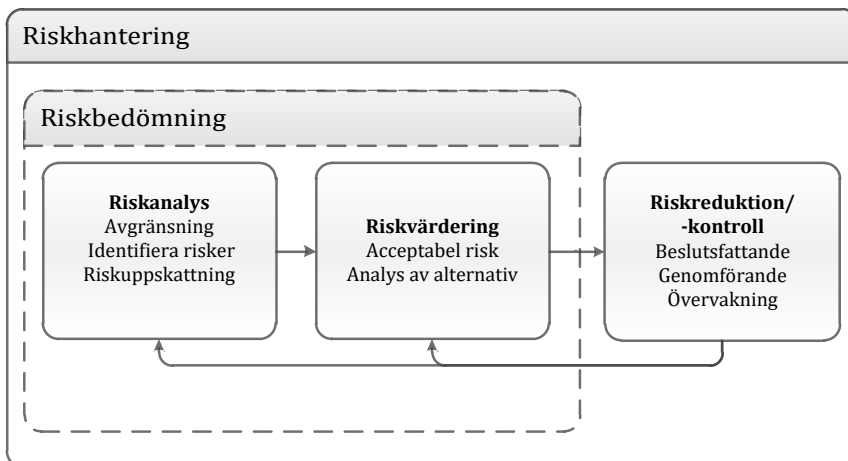 Riskhantering
Riskbedömning
Riskanalys
Avgränsning
Identifiera risker
Riskuppskattning
Riskvärdering
Acceptabel risk
Analys av alternativ
Riskreduktion/
-kontroll
Beslutsfattande
Genomförande
Övervakning